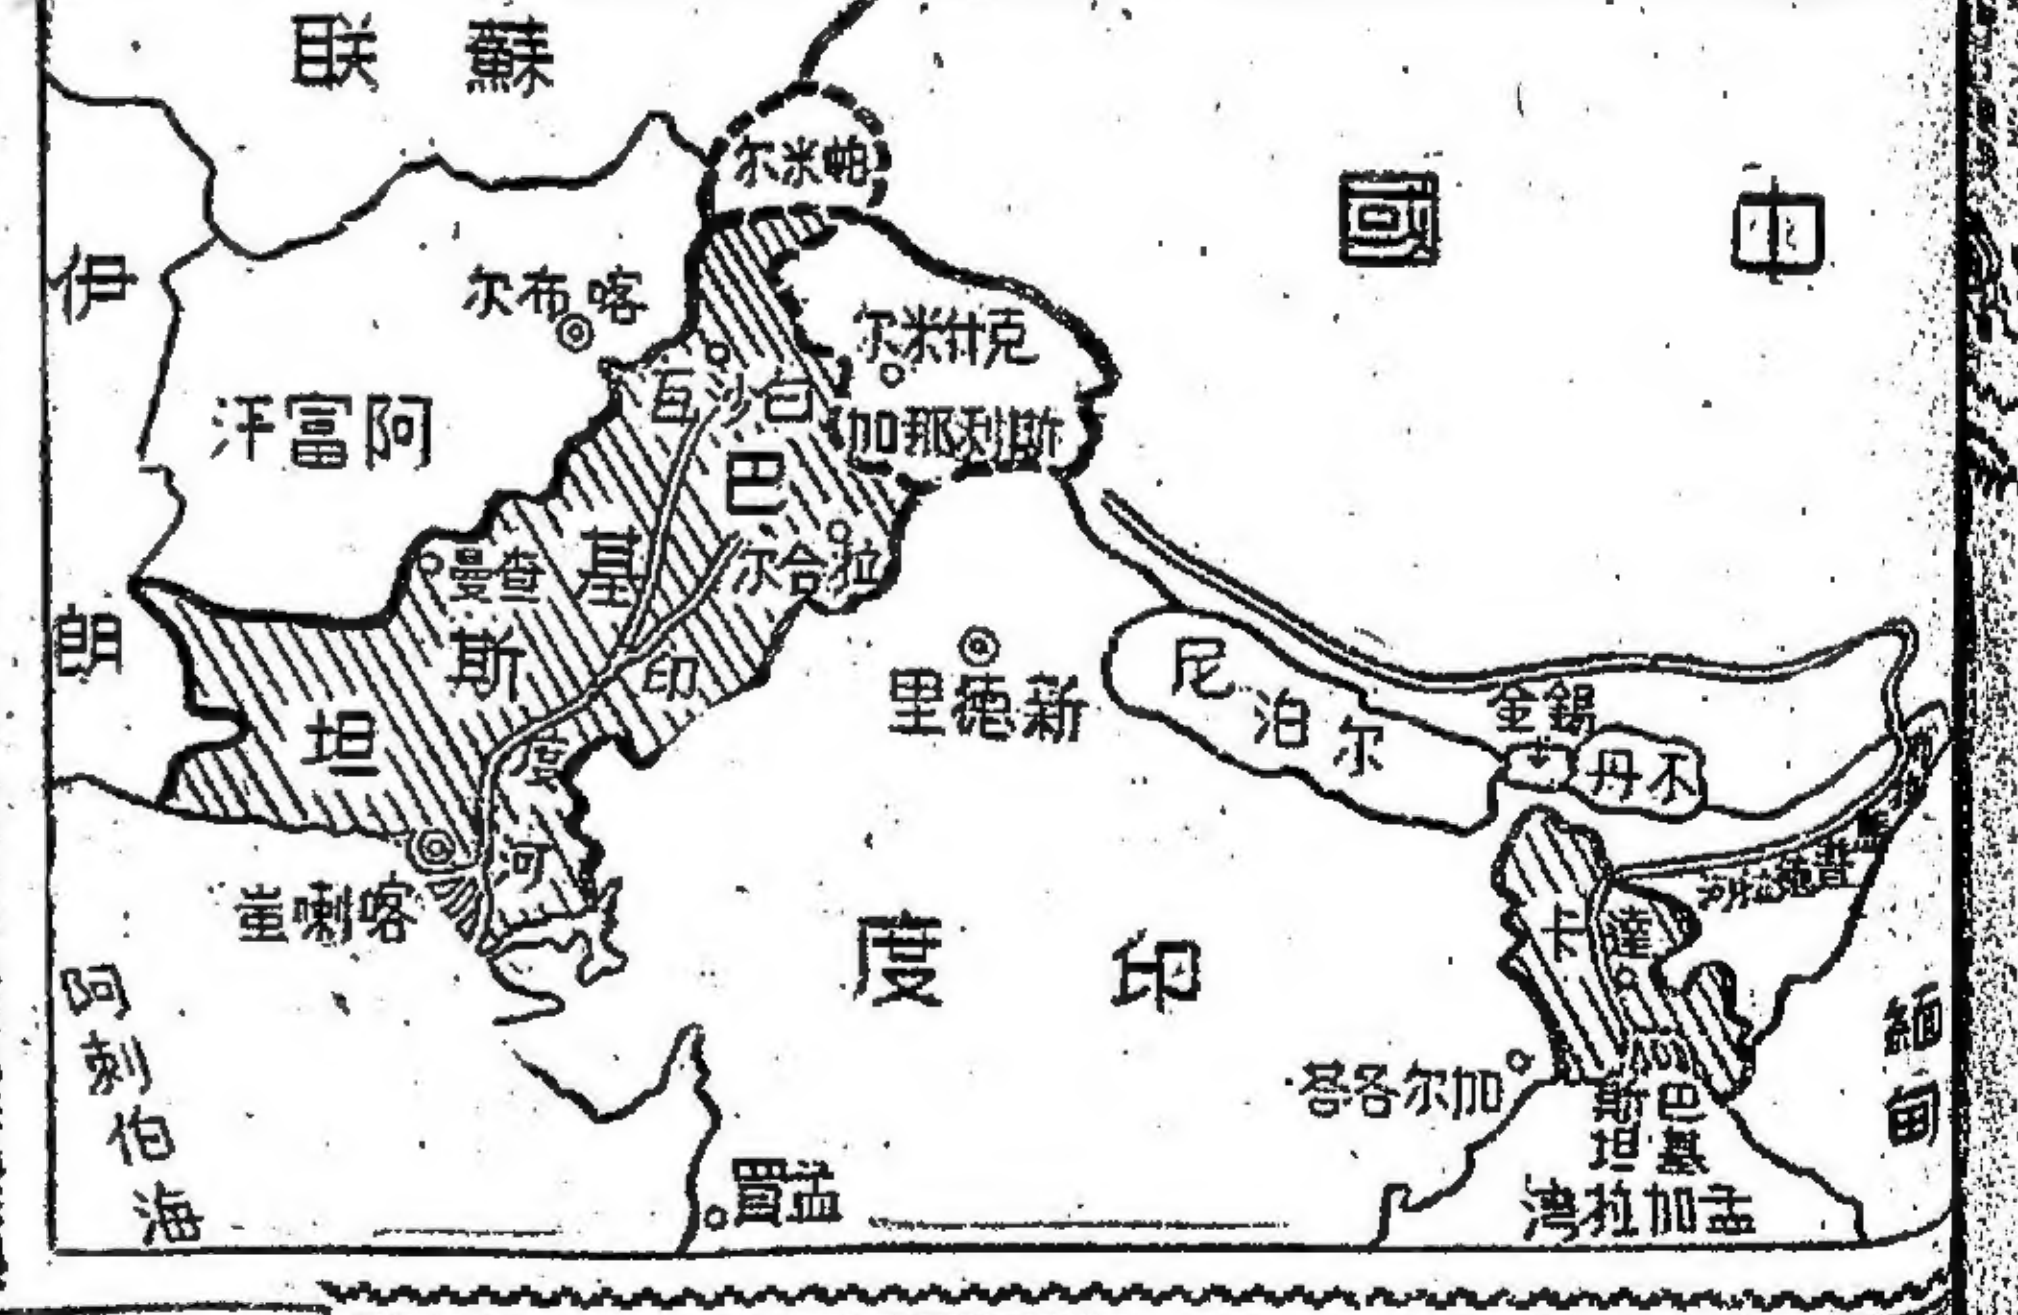 蘇联
帕米尔
中國
伊朗
喀布尔
克什米尔
阿富汗
白沙瓦
斯列那加
巴基斯坦
拉合尔
查曼
印度河
新德里
尼泊尔
錫金
不丹
喀喇蚩
印度
卡達
阿剌伯海
加尔各荅
緬甸
巴基斯坦
孟買
孟加拉湾